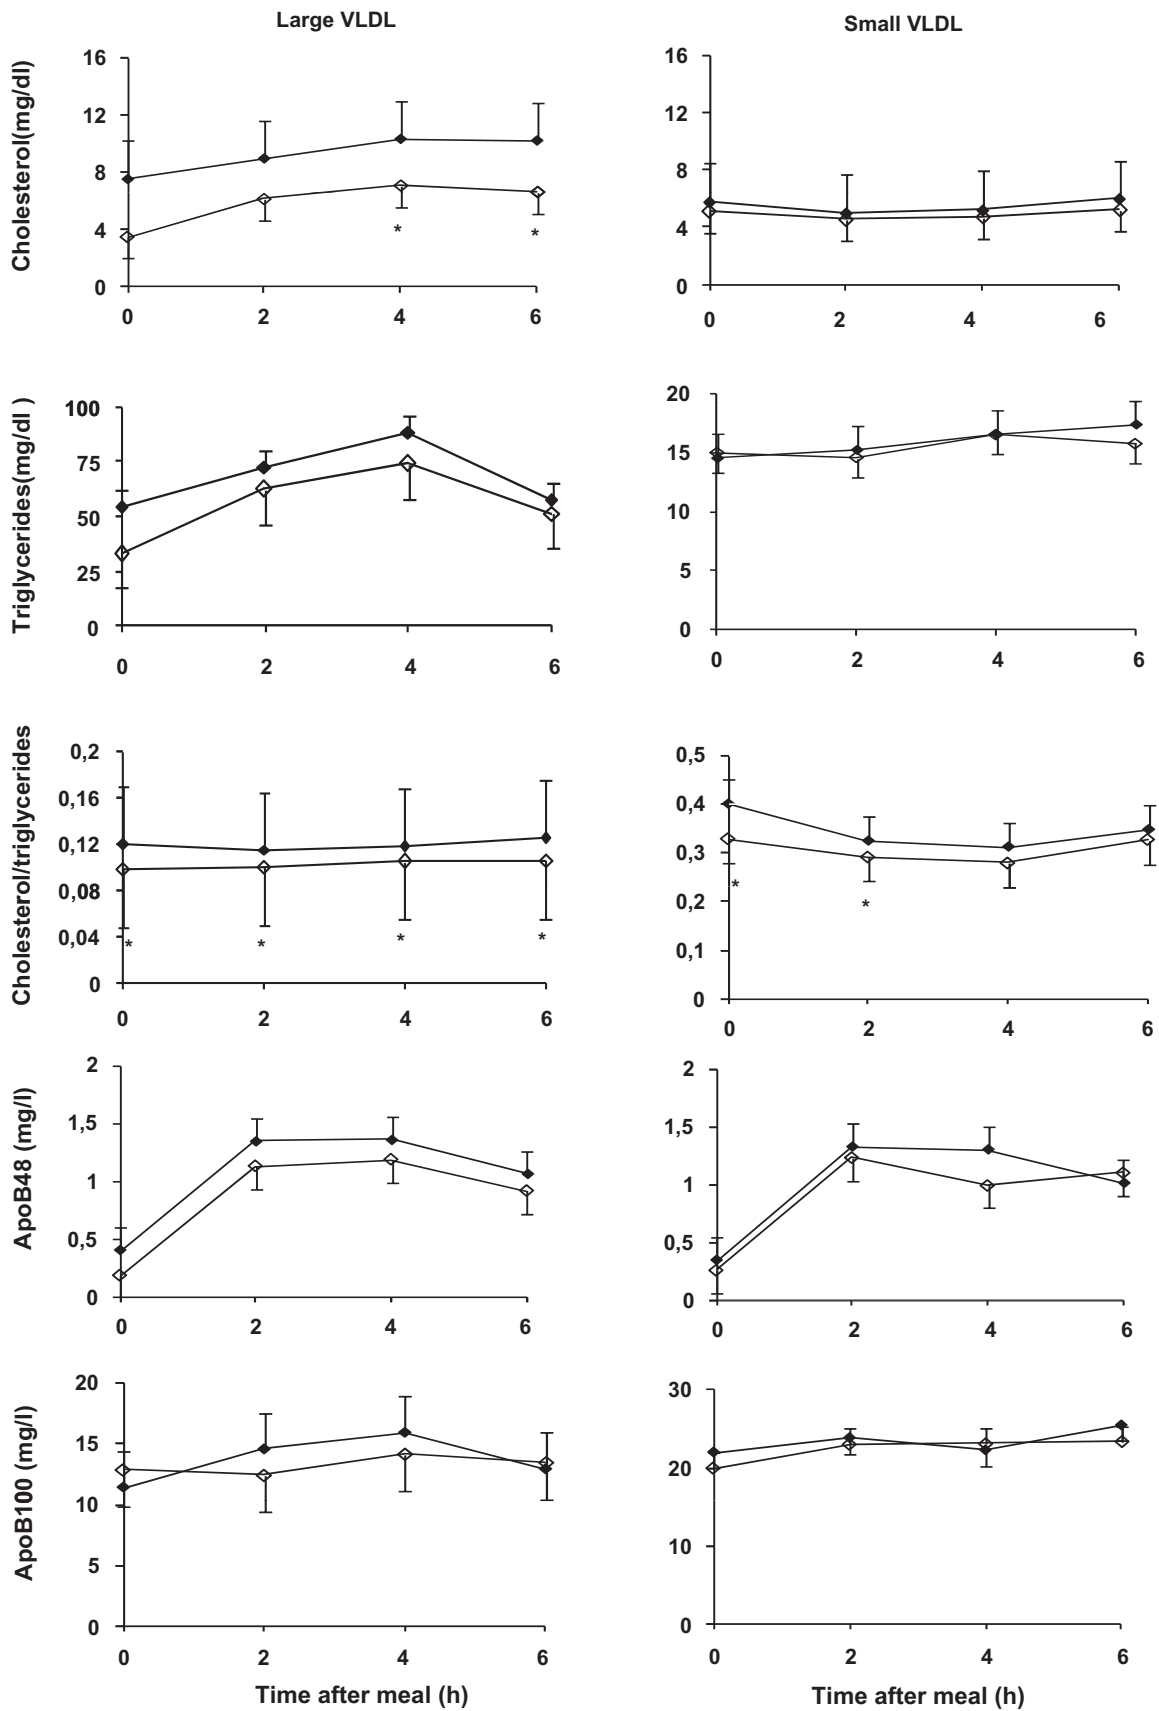 Large VLDL
Small VLDL
Cholesterol(mg/dl)
16
12
8
4
0
0 2 4 6
*
*
16
12
8
4
0
0 2 4 6
Triglycerides(mg/dl )
100
75
50
25
0
0 2 4 6
20
15
10
5
0
0 2 4 6
Cholesterol/triglycerides
0,2
0,16
0,12
0,08
0,04
0
* * * *
0 2 4 6
0,5
0,4
0,3
0,2
0,1
0
*
*
0 2 4 6
ApoB48 (mg/l)
2
1,5
1
0,5
0
0 2 4 6
2
1,5
1
0,5
0
0 2 4 6
ApoB100 (mg/l)
20
15
10
5
0
0 2 4 6
Time after meal (h)
30
20
10
0
0 2 4 6
Time after meal (h)